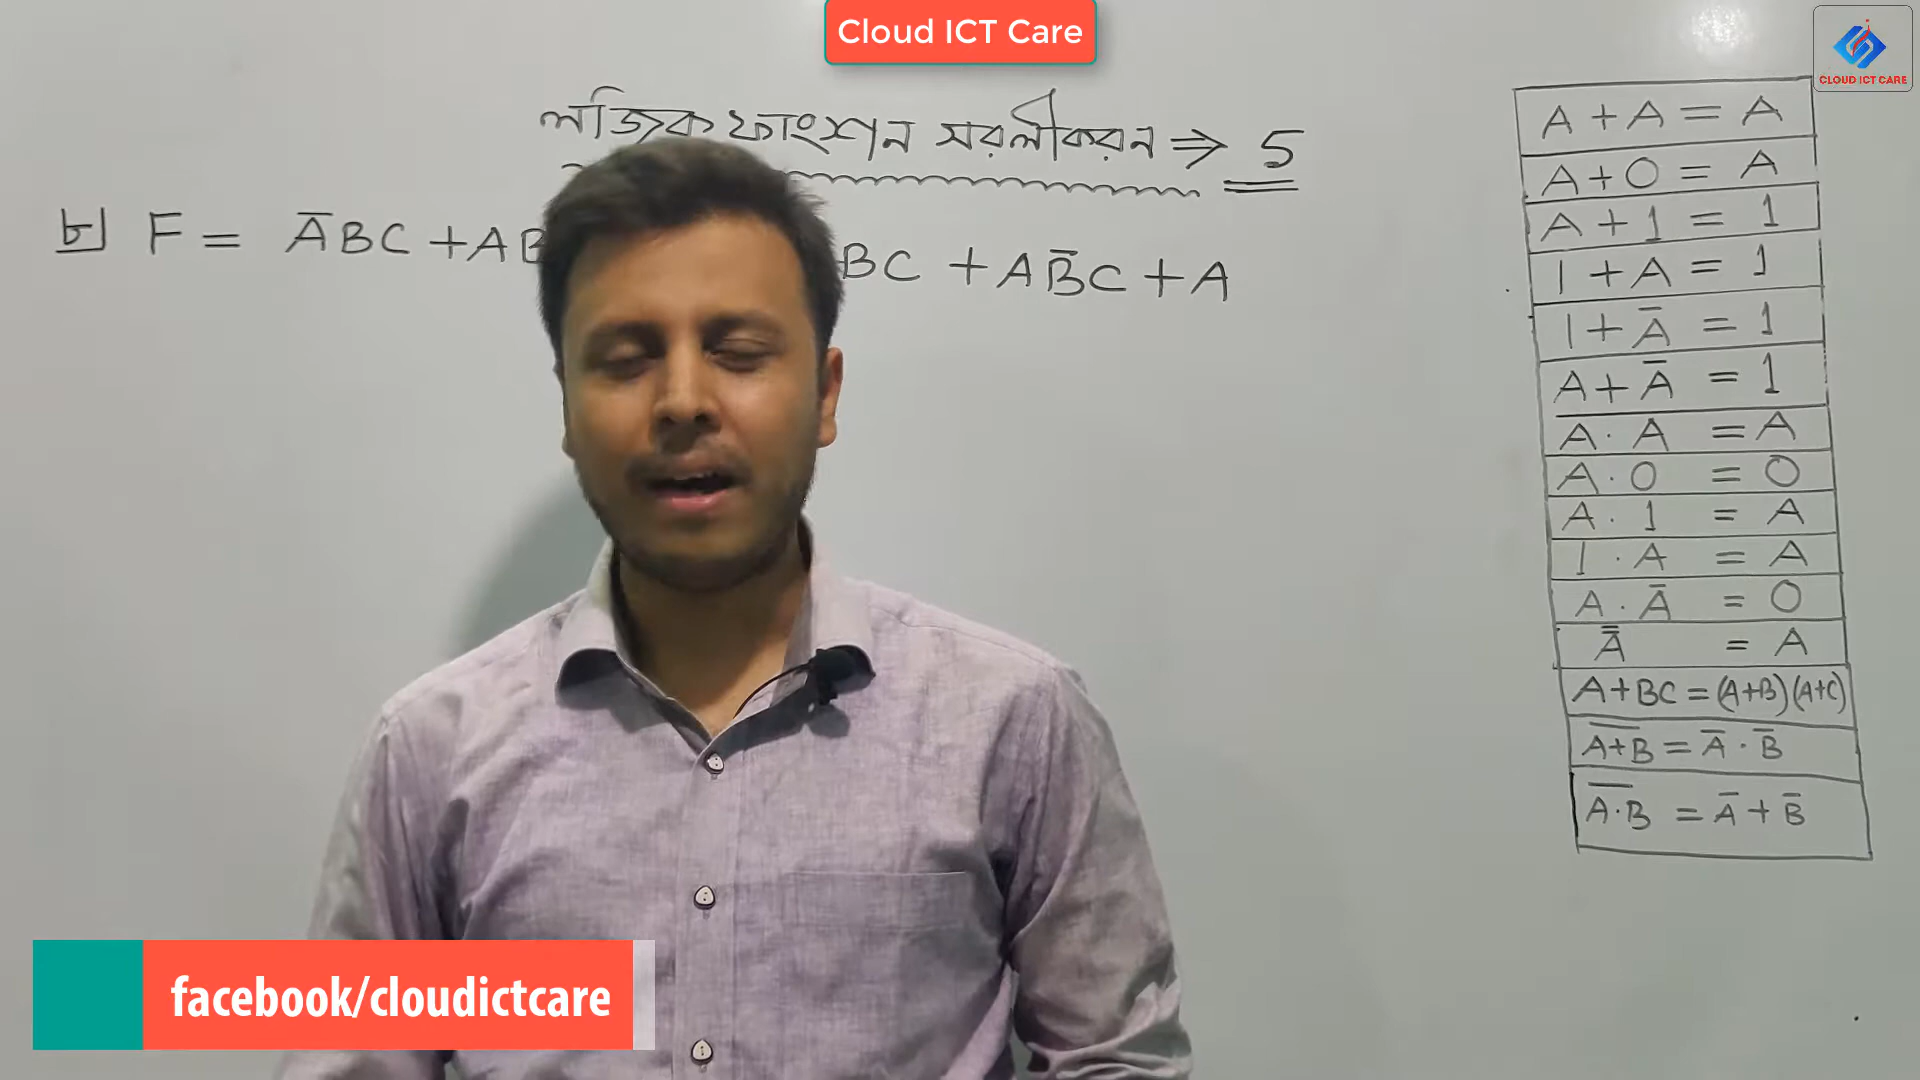 Cloud ICT Care
CLOUD ICT CARE
লজিক ফাংশন সরলীকরন ⇒ 5
চ) F = A̅BC + AB BC + AB̅C + A
A + A = A
A + 0 = A
A + 1 = 1
1 + A = 1
1 + A̅ = 1
A + A̅ = 1
A · A = A
A · 0 = 0
A · 1 = A
1 · A = A
A · A̅ = 0
A̿ = A
A + BC = (A+B)(A+C)
A̅+̅B̅ = A̅ · B̅
A̅·̅B̅ = A̅ + B̅
facebook/cloudictcare